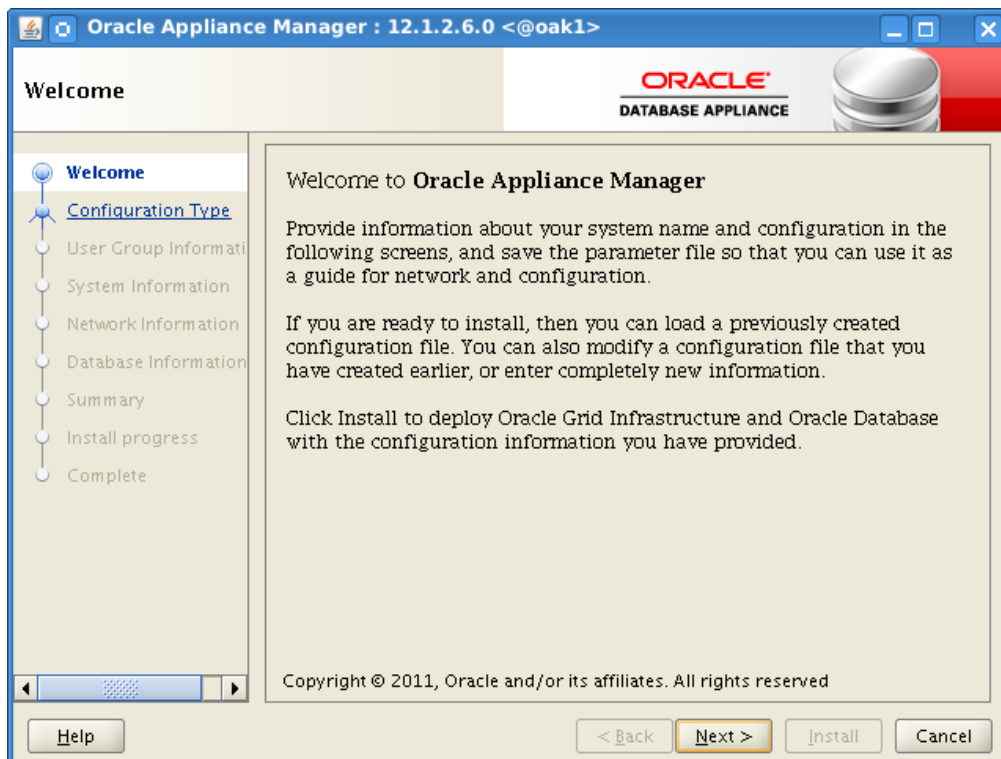 Oracle Appliance Manager : 12.1.2.6.0 <@oak1>
Welcome
ORACLE
DATABASE APPLIANCE
Welcome
Configuration Type
User Group Informati
System Information
Network Information
Database Information
Summary
Install progress
Complete
Welcome to Oracle Appliance Manager
Provide information about your system name and configuration in the
following screens, and save the parameter file so that you can use it as
a guide for network and configuration.
If you are ready to install, then you can load a previously created
configuration file. You can also modify a configuration file that you
have created earlier, or enter completely new information.
Click Install to deploy Oracle Grid Infrastructure and Oracle Database
with the configuration information you have provided.
Copyright © 2011, Oracle and/or its affiliates. All rights reserved
Help
< Back
Next >
Install
Cancel